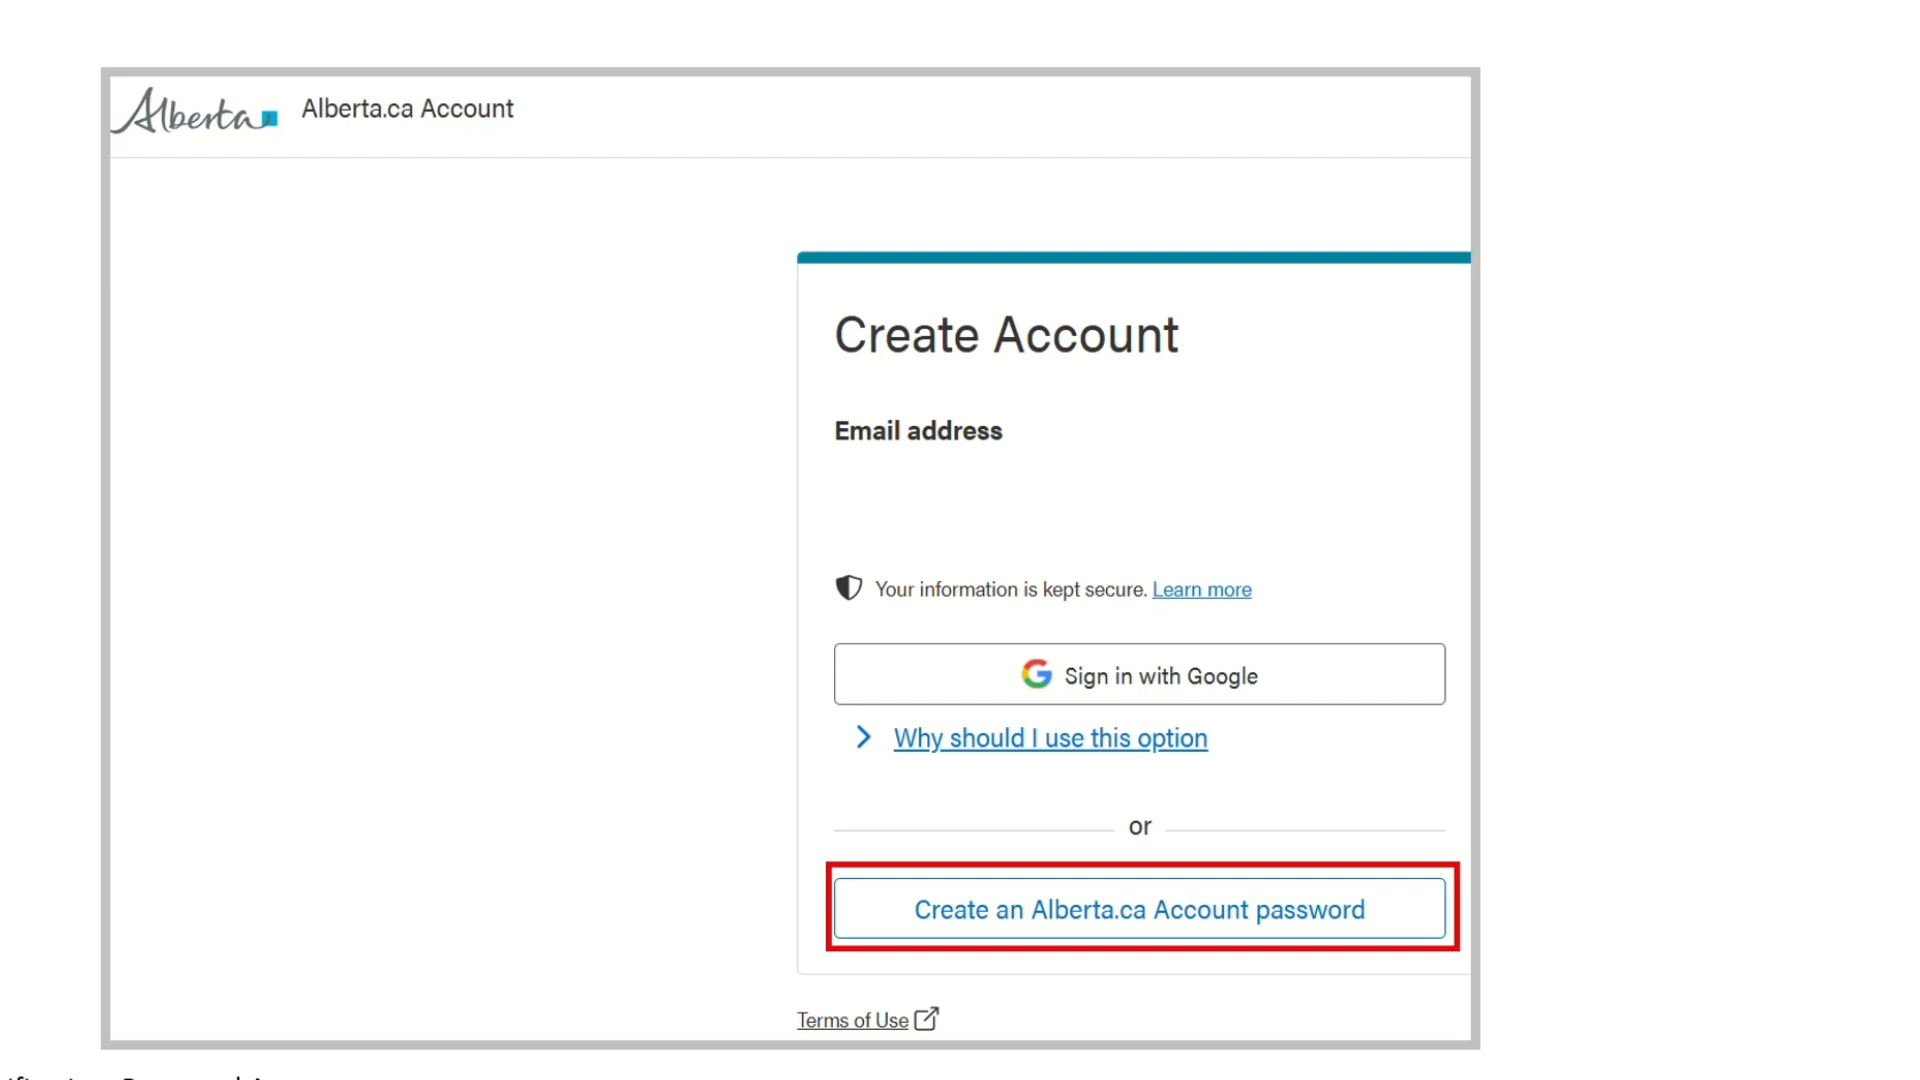 Alberta
Alberta.ca Account
Create Account
Email address
Your information is kept secure. Learn more
Sign in with Google
Why should I use this option
or
Create an Alberta.ca Account password
Terms of Use